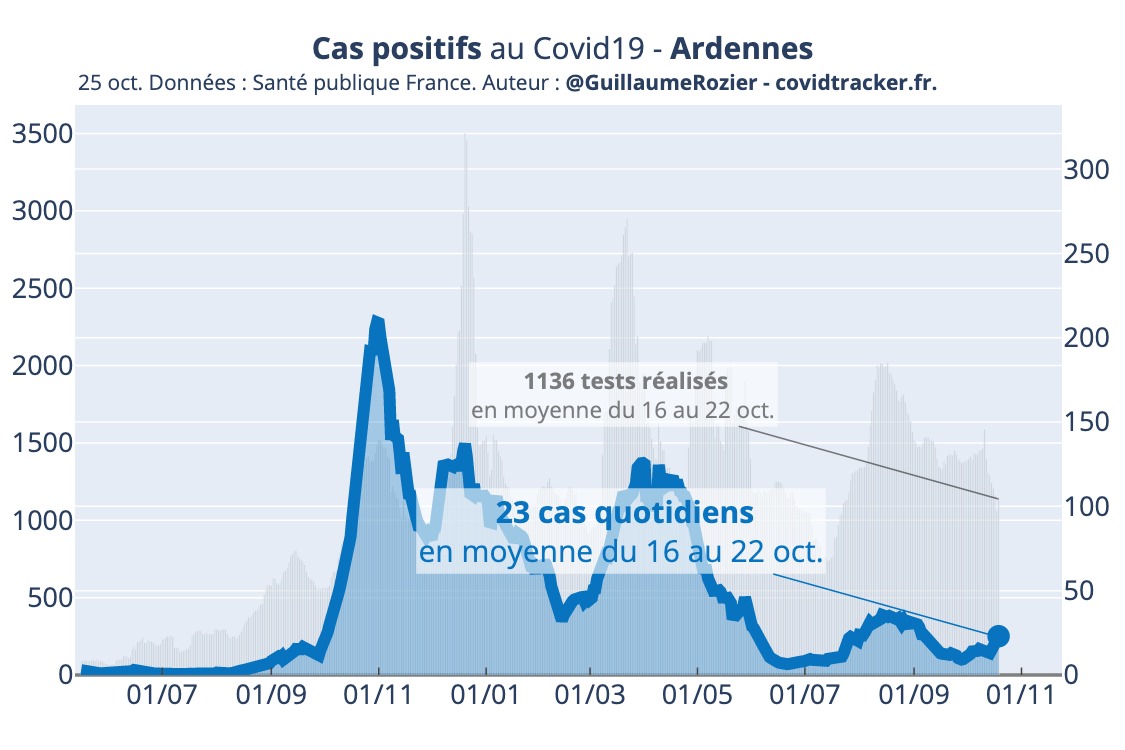 Cas positifs au Covid19 - Ardennes
25 oct. Données : Santé publique France. Auteur : @GuillaumeRozier - covidtracker.fr.
3500
3000
2500
2000
1500
1000
500
0
300
250
200
150
100
50
0
1136 tests réalisés
en moyenne du 16 au 22 oct.
23 cas quotidiens
en moyenne du 16 au 22 oct.
01/07 01/09 01/11 01/01 01/03 01/05 01/07 01/09 01/11